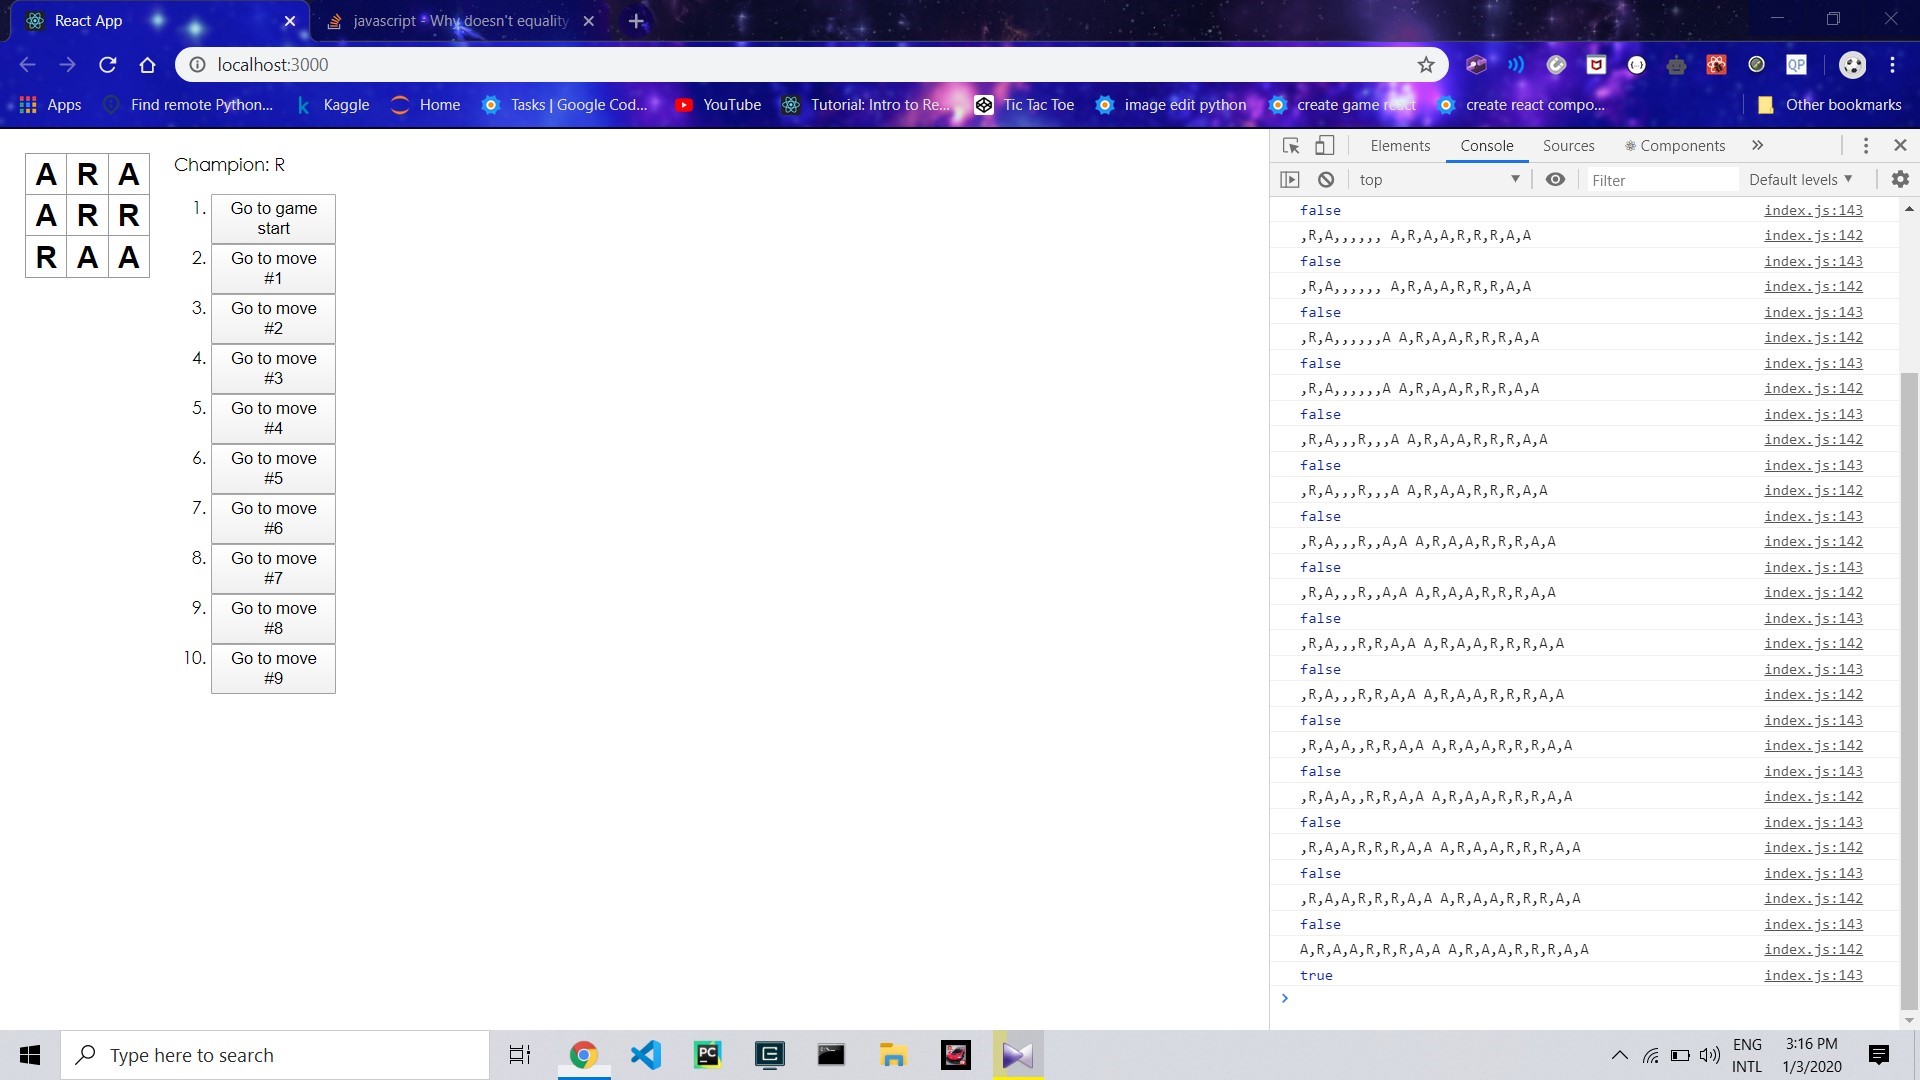 React App
javascript - Why doesn't equality
localhost:3000
Apps
Find remote Python...
Kaggle
Home
Tasks | Google Cod...
YouTube
Tutorial: Intro to Re...
Tic Tac Toe
image edit python
create game react
create react compo...
Other bookmarks
A R A
A R R
R A A
Champion: R
1. Go to game
start
2. Go to move
#1
3. Go to move
#2
4. Go to move
#3
5. Go to move
#4
6. Go to move
#5
7. Go to move
#6
8. Go to move
#7
9. Go to move
#8
10. Go to move
#9
Elements Console Sources Components
top Filter Default levels
false index.js:143
,R,A,,,,,, A,R,A,A,R,R,R,A,A index.js:142
false index.js:143
,R,A,,,,,, A,R,A,A,R,R,R,A,A index.js:142
false index.js:143
,R,A,,,,,,A A,R,A,A,R,R,R,A,A index.js:142
false index.js:143
,R,A,,,,,,A A,R,A,A,R,R,R,A,A index.js:142
false index.js:143
,R,A,,,R,,,A A,R,A,A,R,R,R,A,A index.js:142
false index.js:143
,R,A,,,R,,,A A,R,A,A,R,R,R,A,A index.js:142
false index.js:143
,R,A,,,R,,A,A A,R,A,A,R,R,R,A,A index.js:142
false index.js:143
,R,A,,,R,,A,A A,R,A,A,R,R,R,A,A index.js:142
false index.js:143
,R,A,,,R,R,A,A A,R,A,A,R,R,R,A,A index.js:142
false index.js:143
,R,A,,,R,R,A,A A,R,A,A,R,R,R,A,A index.js:142
false index.js:143
,R,A,A,,R,R,A,A A,R,A,A,R,R,R,A,A index.js:142
false index.js:143
,R,A,A,,R,R,A,A A,R,A,A,R,R,R,A,A index.js:142
false index.js:143
,R,A,A,R,R,R,A,A A,R,A,A,R,R,R,A,A index.js:142
false index.js:143
,R,A,A,R,R,R,A,A A,R,A,A,R,R,R,A,A index.js:142
false index.js:143
A,R,A,A,R,R,R,A,A A,R,A,A,R,R,R,A,A index.js:142
true index.js:143
Type here to search
ENG
INTL
3:16 PM
1/3/2020